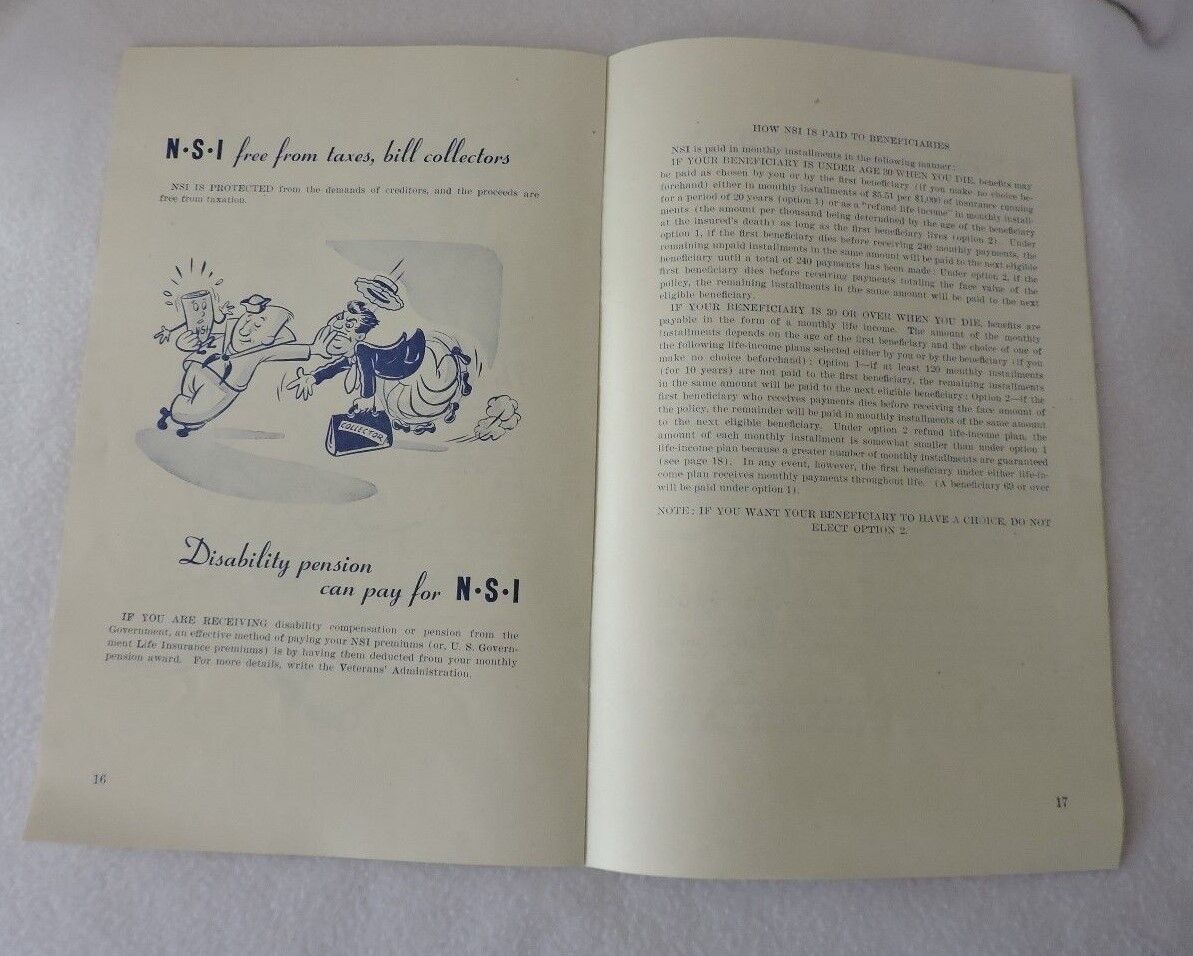 N·S·I free from taxes, bill collectors
NSI IS PROTECTED from the demands of creditors, and the proceeds are
free from taxation.
NSI
COLLECTOR
Disability pension
can pay for N·S·I
IF YOU ARE RECEIVING disability compensation or pension from the
Government, an effective method of paying your NSI premiums (or, U. S. Govern-
ment Life Insurance premiums) is by having them deducted from your monthly
pension award. For more details, write the Veterans' Administration.
16
HOW NSI IS PAID TO BENEFICIARIES
NSI is paid in monthly installments in the following manner:
IF YOUR BENEFICIARY IS UNDER AGE 30 WHEN YOU DIE, benefits may
be paid as chosen by you or by the first beneficiary (if you make no choice be-
forehand) either in monthly installments of $5.51 per $1,000 of insurance running
for a period of 20 years (option 1) or as a "refund life income" in monthly install-
ments (the amount per thousand being determined by the age of the beneficiary
at the insured's death) as long as the first beneficiary lives (option 2). Under
option 1, if the first beneficiary dies before receiving 240 monthly payments, the
remaining unpaid installments in the same amount will be paid to the next eligible
beneficiary until a total of 240 payments has been made: Under option 2, if the
first beneficiary dies before receiving payments totaling the face value of the
policy, the remaining installments in the same amount will be paid to the next
eligible beneficiary.
IF YOUR BENEFICIARY IS 30 OR OVER WHEN YOU DIE, benefits are
payable in the form of a monthly life income. The amount of the monthly
installments depends on the age of the first beneficiary and the choice of one of
the following life-income plans selected either by you or by the beneficiary (if you
make no choice beforehand): Option 1—if at least 120 monthly installments
(for 10 years) are not paid to the first beneficiary, the remaining installments
in the same amount will be paid to the next eligible beneficiary: Option 2—if the
first beneficiary who receives payments dies before receiving the face amount of
the policy, the remainder will be paid in monthly installments of the same amount
to the next eligible beneficiary. Under option 2 refund life-income plan, the
amount of each monthly installment is somewhat smaller than under option 1
life-income plan because a greater number of monthly installments are guaranteed
(see page 18). In any event, however, the first beneficiary under either life-in-
come plan receives monthly payments throughout life. (A beneficiary 69 or over
will be paid under option 1).
NOTE: IF YOU WANT YOUR BENEFICIARY TO HAVE A CHOICE, DO NOT
ELECT OPTION 2.
17